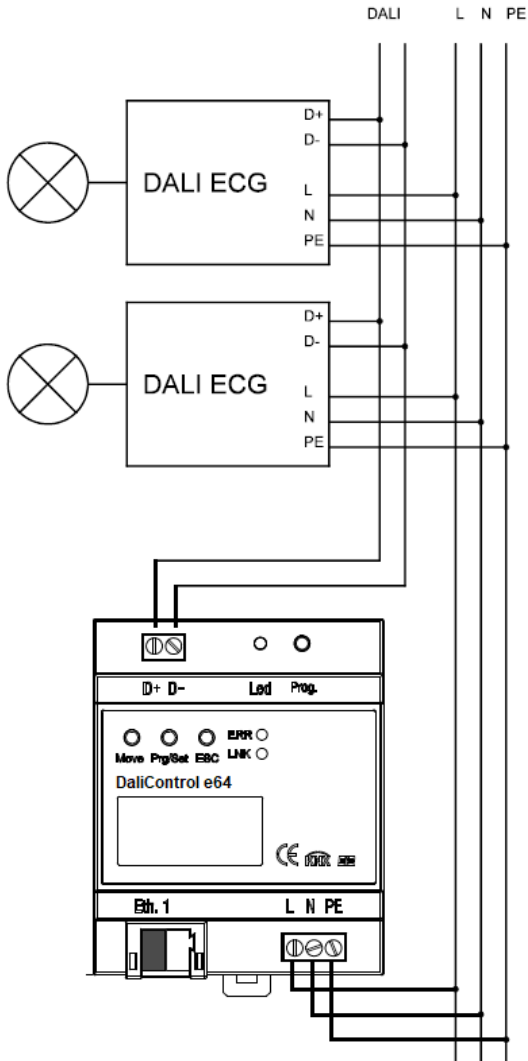 DALI L N PE
D+
D-
DALI ECG
L
N
PE
D+
D-
DALI ECG
L
N
PE
D+ D- Led Prog.
Move Prg/Set ESC ERR
LNK
DaliControl e64
CE
Eth. 1 L N PE